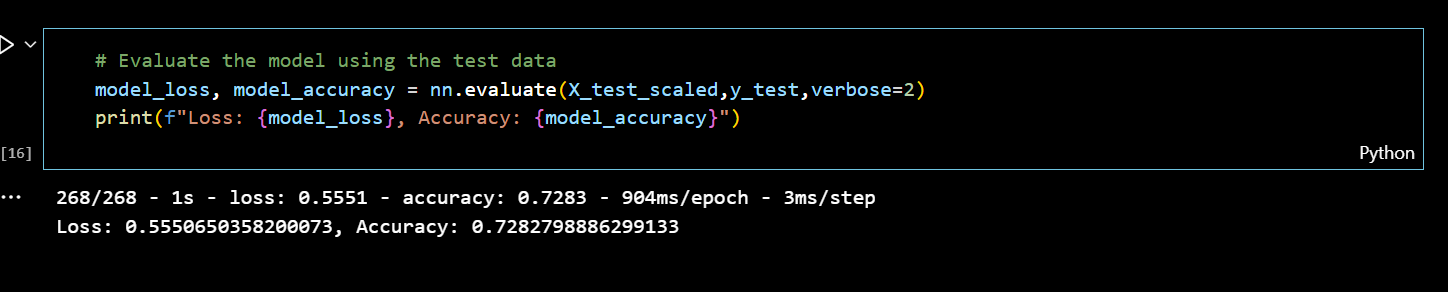 # Evaluate the model using the test data
model_loss, model_accuracy = nn.evaluate(X_test_scaled,y_test,verbose=2)
print(f"Loss: {model_loss}, Accuracy: {model_accuracy}")
[16]
Python
268/268 - 1s - loss: 0.5551 - accuracy: 0.7283 - 904ms/epoch - 3ms/step
Loss: 0.5550650358200073, Accuracy: 0.7282798886299133